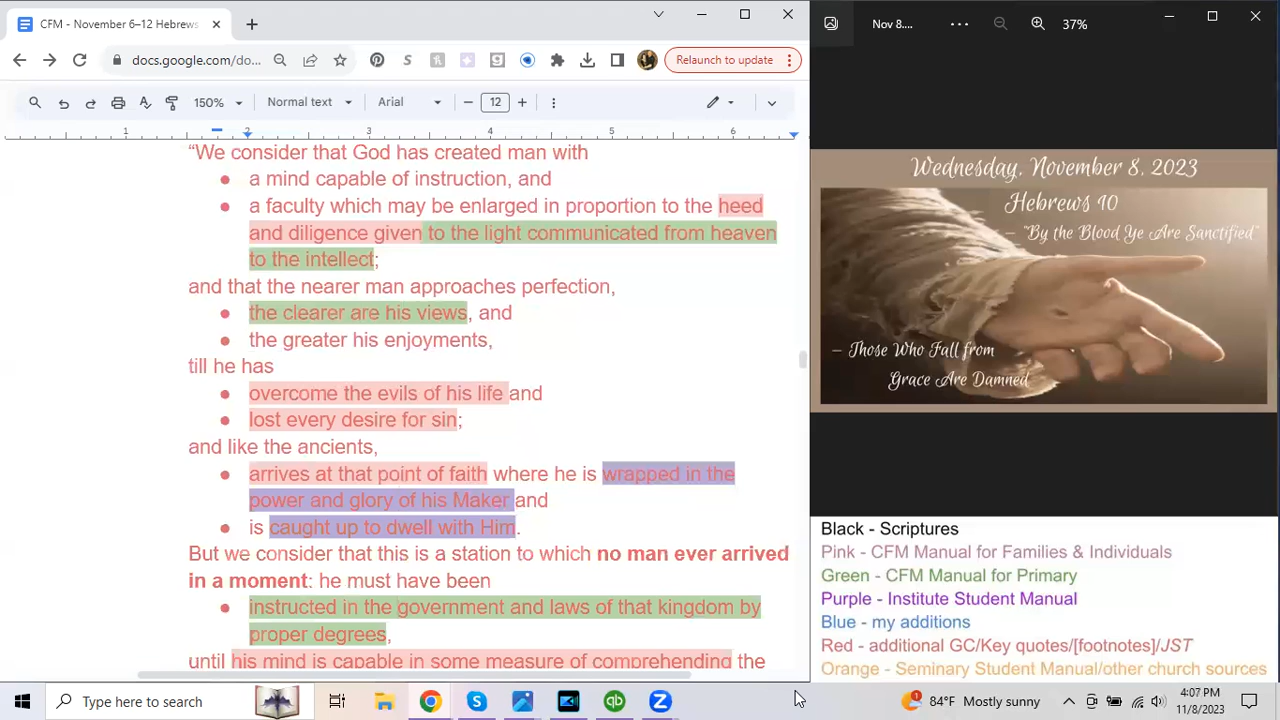 CFM – November 6–12 Hebrews
Nov 8....
37%
docs.google.com/do...
Relaunch to update
150%
Normal text
Arial
12
1
2
3
4
5
6
“We consider that God has created man with
● a mind capable of instruction, and
● a faculty which may be enlarged in proportion to the heed
and diligence given to the light communicated from heaven
to the intellect;
and that the nearer man approaches perfection,
● the clearer are his views, and
● the greater his enjoyments,
till he has
● overcome the evils of his life and
● lost every desire for sin;
and like the ancients,
● arrives at that point of faith where he is wrapped in the
power and glory of his Maker and
● is caught up to dwell with Him.
But we consider that this is a station to which no man ever arrived
in a moment: he must have been
● instructed in the government and laws of that kingdom by
proper degrees,
until his mind is capable in some measure of comprehending the
Wednesday, November 8, 2023
Hebrews 10
– "By the Blood Ye Are Sanctified"
– Those Who Fall from
Grace Are Damned
Black - Scriptures
Pink - CFM Manual for Families & Individuals
Green - CFM Manual for Primary
Purple - Institute Student Manual
Blue - my additions
Red - additional GC/Key quotes/[footnotes]/JST
Orange - Seminary Student Manual/other church sources
Type here to search
84°F Mostly sunny
4:07 PM
11/8/2023